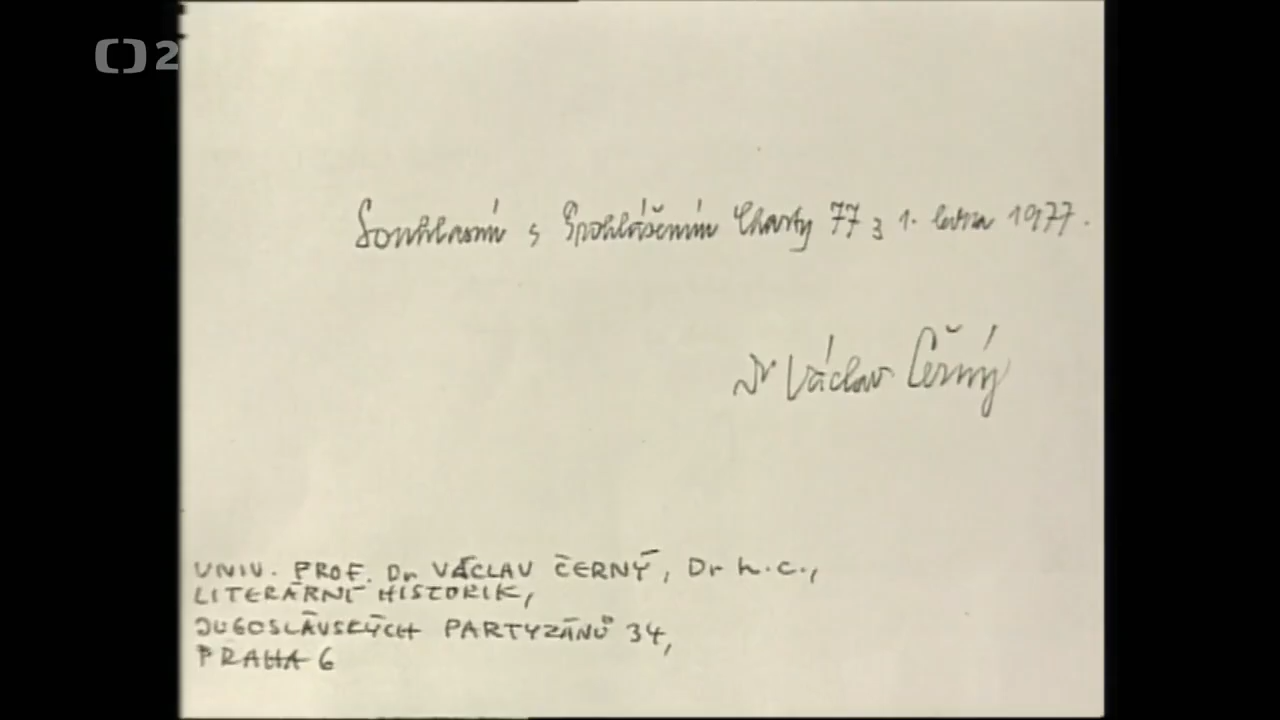 2
Souhlasím s Prohlášením Charty 77 z 1. ledna 1977.
Dr Václav Černý
UNIV. PROF. Dr VÁCLAV ČERNÝ, Dr h.c.,
LITERÁRNÍ HISTORIK,
JUGOSLÁVSKÝCH PARTYZÁNŮ 34,
PRAHA 6